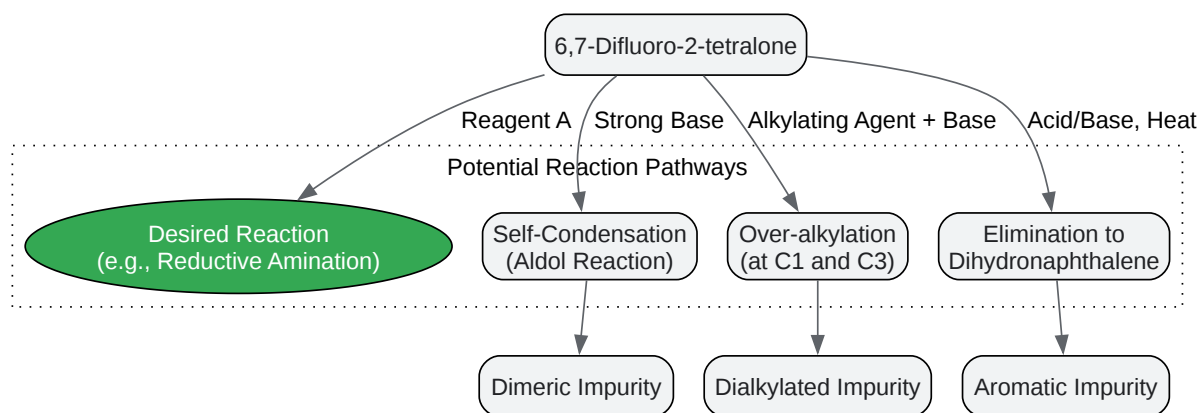 6,7-Difluoro-2-tetralone
Reagent A
Strong Base
Alkylating Agent + Base
Acid/Base, Heat
Potential Reaction Pathways
Desired Reaction
(e.g., Reductive Amination)
Self-Condensation
(Aldol Reaction)
Over-alkylation
(at C1 and C3)
Elimination to
Dihydronaphthalene
Dimeric Impurity
Dialkylated Impurity
Aromatic Impurity